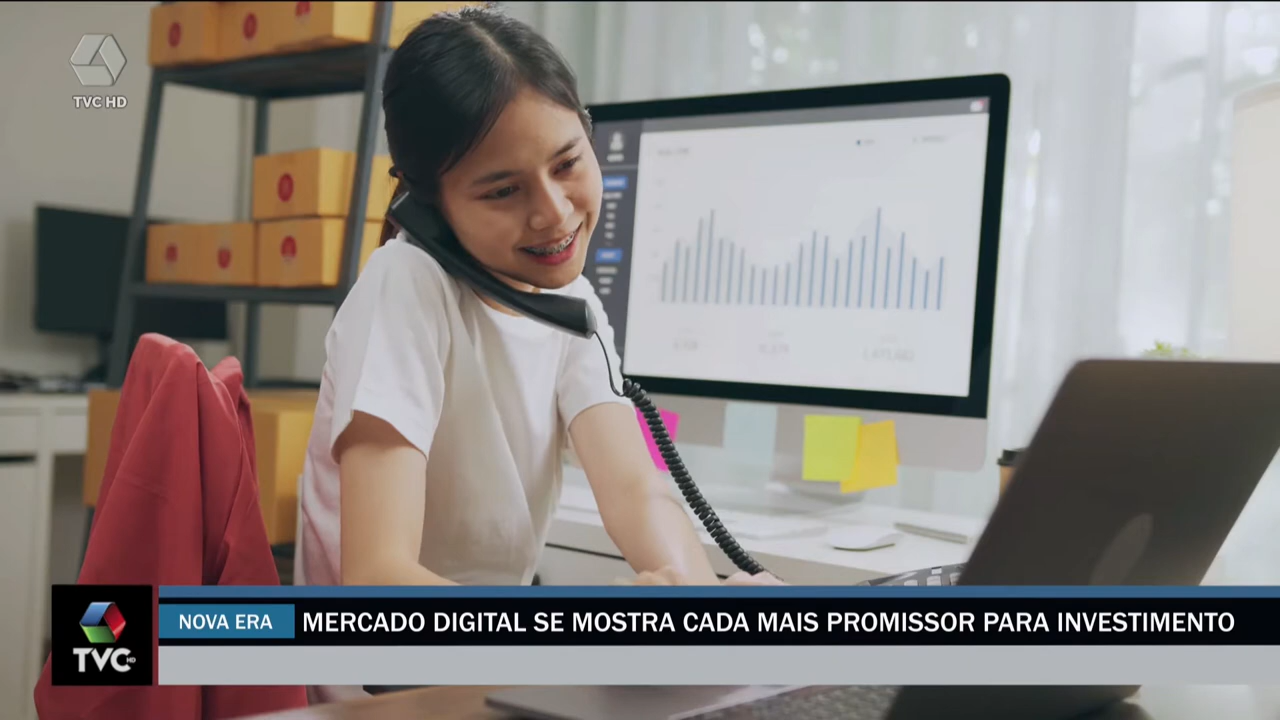 TVC HD
NOVA ERA
MERCADO DIGITAL SE MOSTRA CADA MAIS PROMISSOR PARA INVESTIMENTO
TVC HD